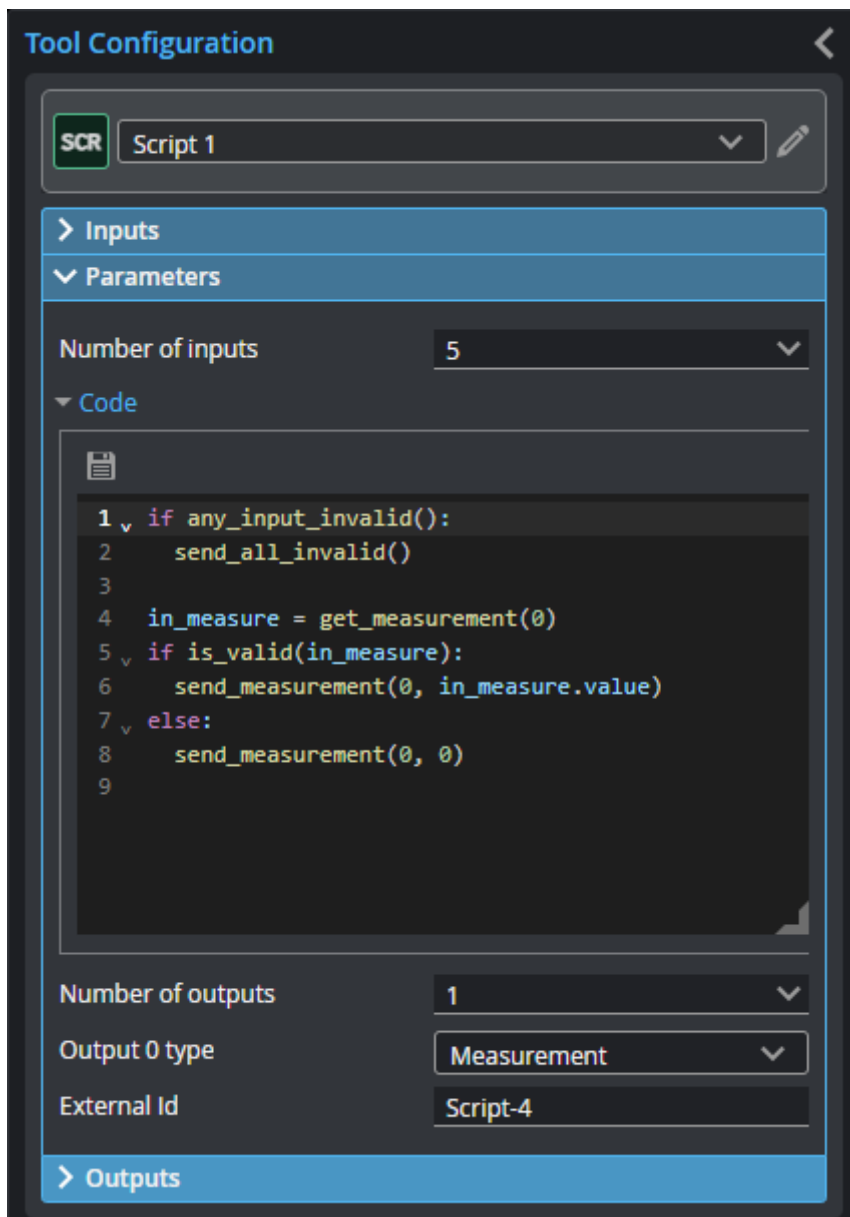 Tool Configuration
SCR Script 1
Inputs
Parameters
Number of inputs 5
Code
1 if any_input_invalid():
2   send_all_invalid()
3
4 in_measure = get_measurement(0)
5 if is_valid(in_measure):
6   send_measurement(0, in_measure.value)
7 else:
8   send_measurement(0, 0)
9
Number of outputs 1
Output 0 type Measurement
External Id Script-4
Outputs